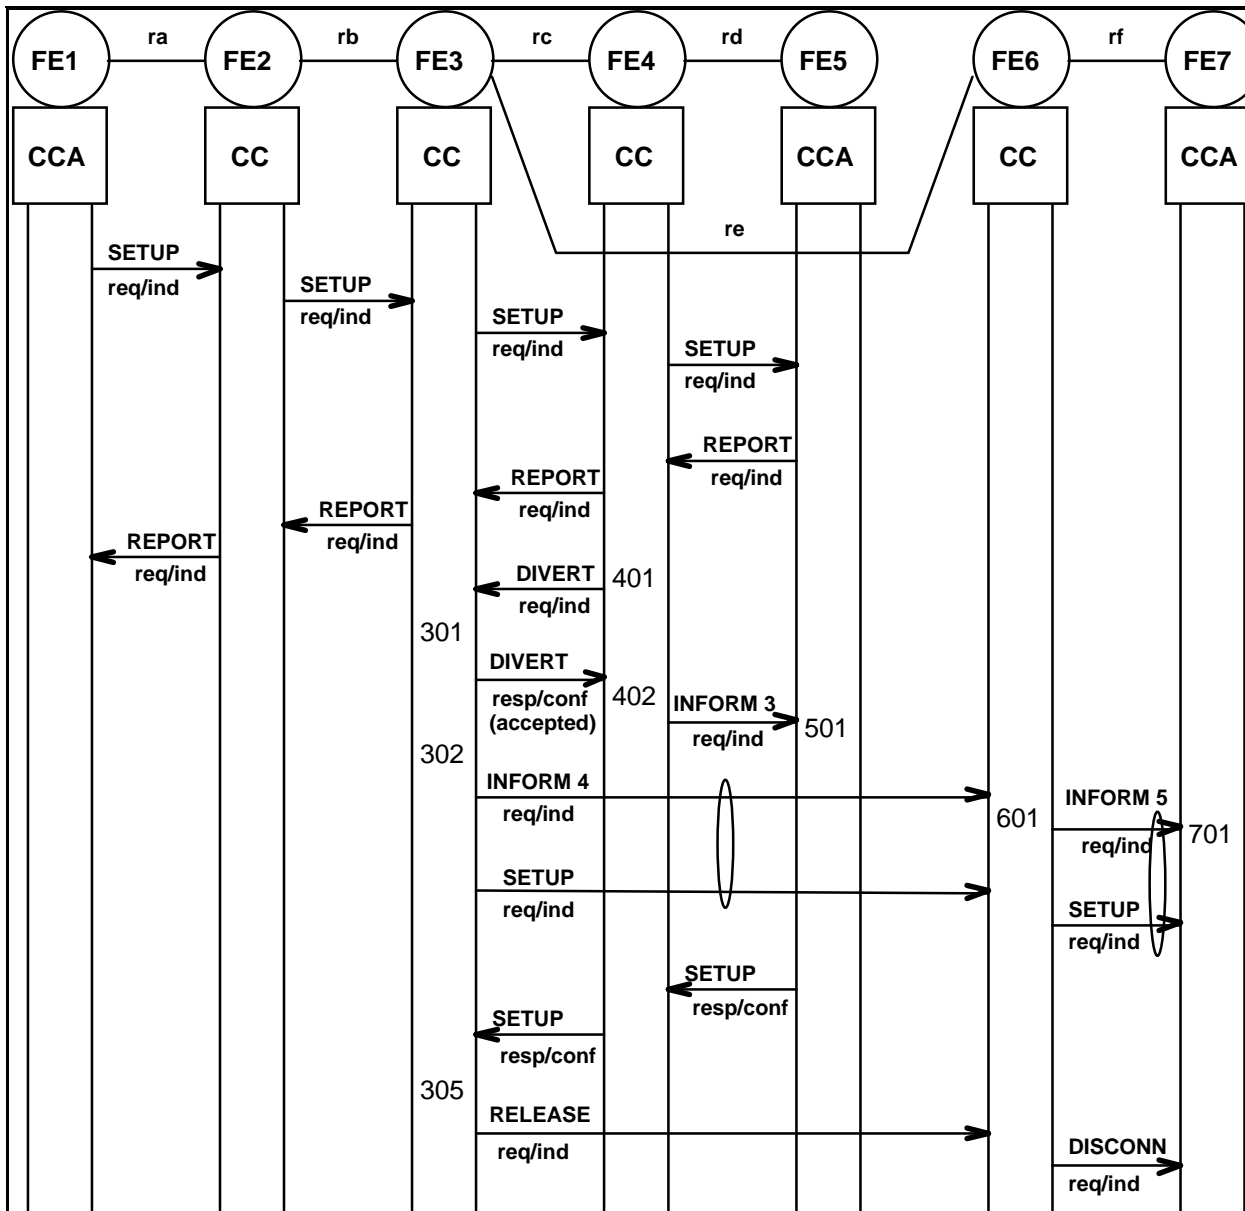 ra rb rc rd rf
FE1 FE2 FE3 FE4 FE5 FE6 FE7
CCA CC CC CC CCA CC CCA
re
SETUP
req/ind
SETUP
req/ind
SETUP
req/ind
SETUP
req/ind
REPORT
req/ind
REPORT
req/ind
REPORT
req/ind
REPORT
req/ind
DIVERT 401
req/ind
301
DIVERT
resp/conf
(accepted)
402
INFORM 3
req/ind
501
302
INFORM 4
req/ind
601
INFORM 5
req/ind
701
SETUP
req/ind
SETUP
req/ind
SETUP
resp/conf
SETUP
resp/conf
305
RELEASE
req/ind
DISCONN
req/ind